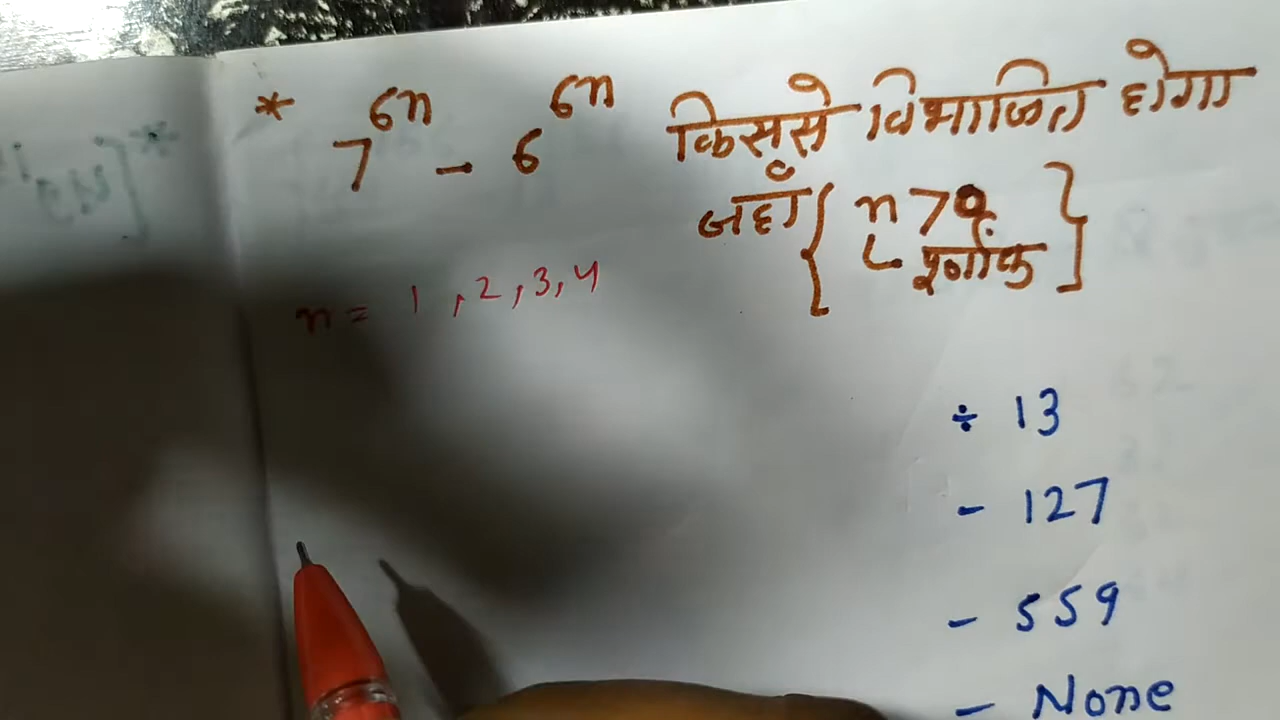 * 7^6n - 6^6n किससे विभाजित होगा
जहाँ { n > 0
पूर्णांक }
n = 1, 2, 3, 4
÷ 13
- 127
- 559
- None